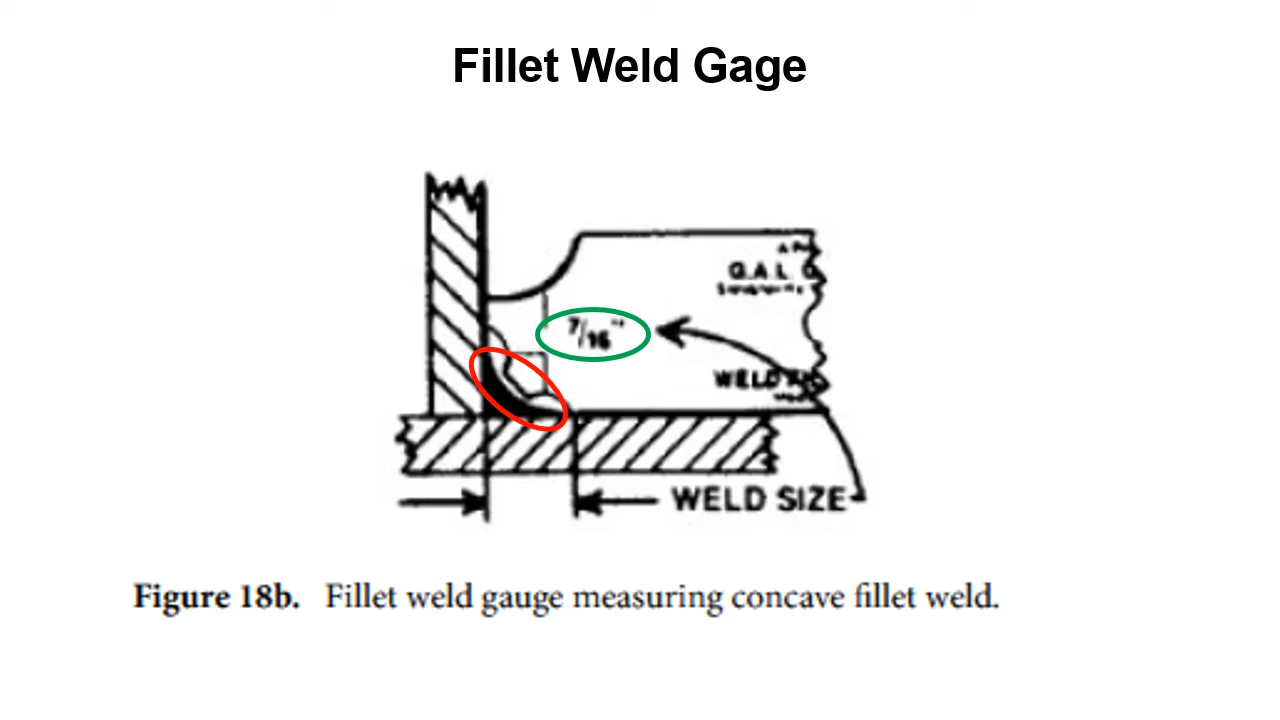 Fillet Weld Gage
G.A.L.
7/16"
WELD
WELD SIZE
Figure 18b. Fillet weld gauge measuring concave fillet weld.